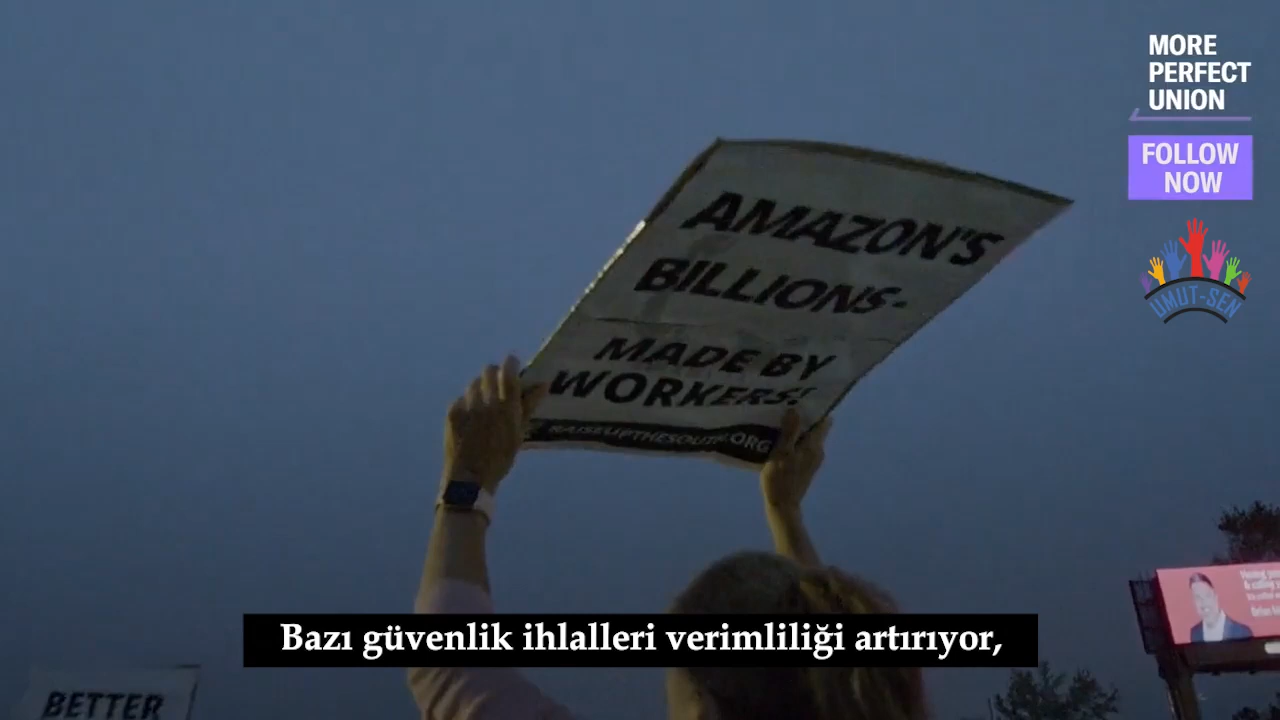 MORE
PERFECT
UNION
FOLLOW
NOW
UMUT-SEN
AMAZON'S
BILLIONS-
MADE BY
WORKERS!
RAISEUPTHESOUTH.ORG
BETTER
Bazı güvenlik ihlalleri verimliliği artırıyor,